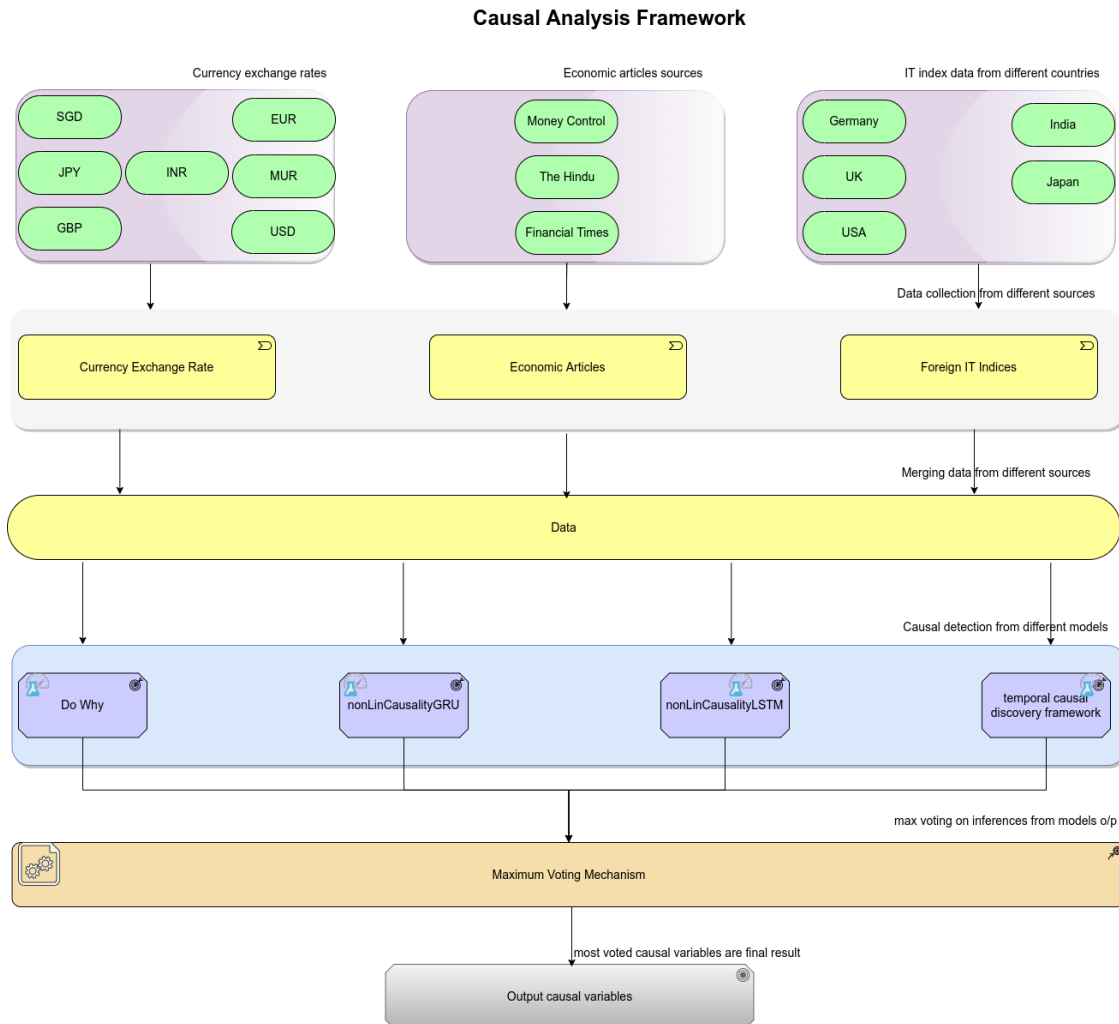 Causal Analysis Framework
Currency exchange rates
Economic articles sources
IT index data from different countries
SGD
EUR
JPY
INR
MUR
GBP
USD
Money Control
The Hindu
Financial Times
Germany
India
UK
Japan
USA
Data collection from different sources
Currency Exchange Rate
Economic Articles
Foreign IT Indices
Merging data from different sources
Data
Causal detection from different models
Do Why
nonLinCausalityGRU
nonLinCausalityLSTM
temporal causal
discovery framework
max voting on inferences from models o/p
Maximum Voting Mechanism
most voted causal variables are final result
Output causal variables